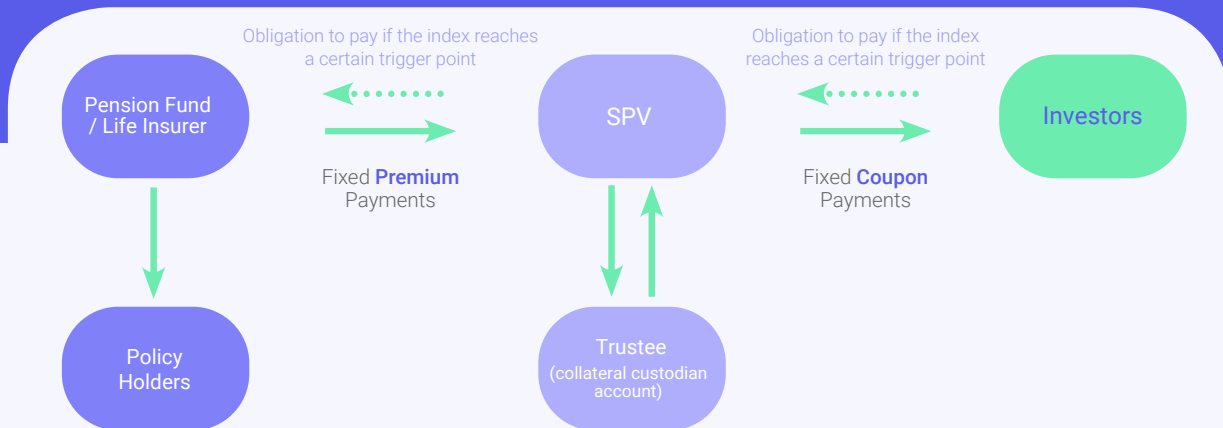 Obligation to pay if the index reaches
a certain trigger point
Obligation to pay if the index
reaches a certain trigger point
Pension Fund
/ Life Insurer
SPV
Investors
Fixed Premium
Payments
Fixed Coupon
Payments
Policy
Holders
Trustee
(collateral custodian
account)